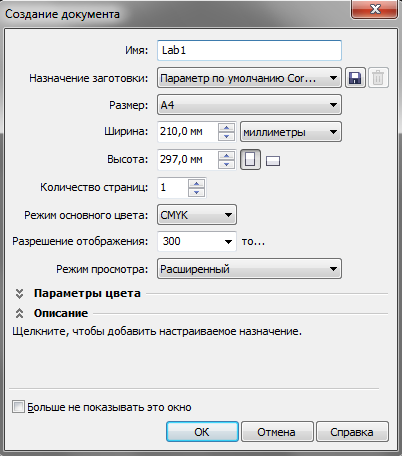 Создание документа
Имя: Lab1
Назначение заготовки: Параметр по умолчанию Cor...
Размер: A4
Ширина: 210,0 мм миллиметры
Высота: 297,0 мм
Количество страниц: 1
Режим основного цвета: CMYK
Разрешение отображения: 300 то...
Режим просмотра: Расширенный
Параметры цвета
Описание
Щелкните, чтобы добавить настраиваемое назначение.
Больше не показывать это окно
OK Отмена Справка